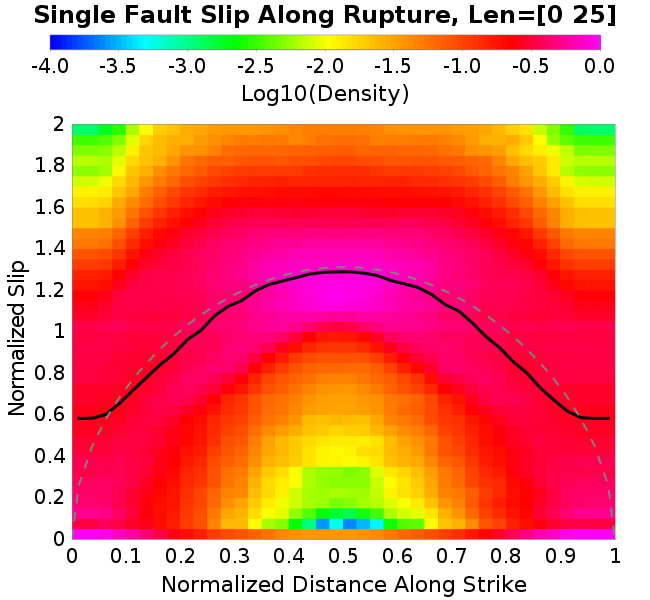 Single Fault Slip Along Rupture, Len=[0 25]
-4.0 -3.5 -3.0 -2.5 -2.0 -1.5 -1.0 -0.5 0.0
Log10(Density)
Normalized Slip
2
1.8
1.6
1.4
1.2
1
0.8
0.6
0.4
0.2
0
0 0.1 0.2 0.3 0.4 0.5 0.6 0.7 0.8 0.9 1
Normalized Distance Along Strike